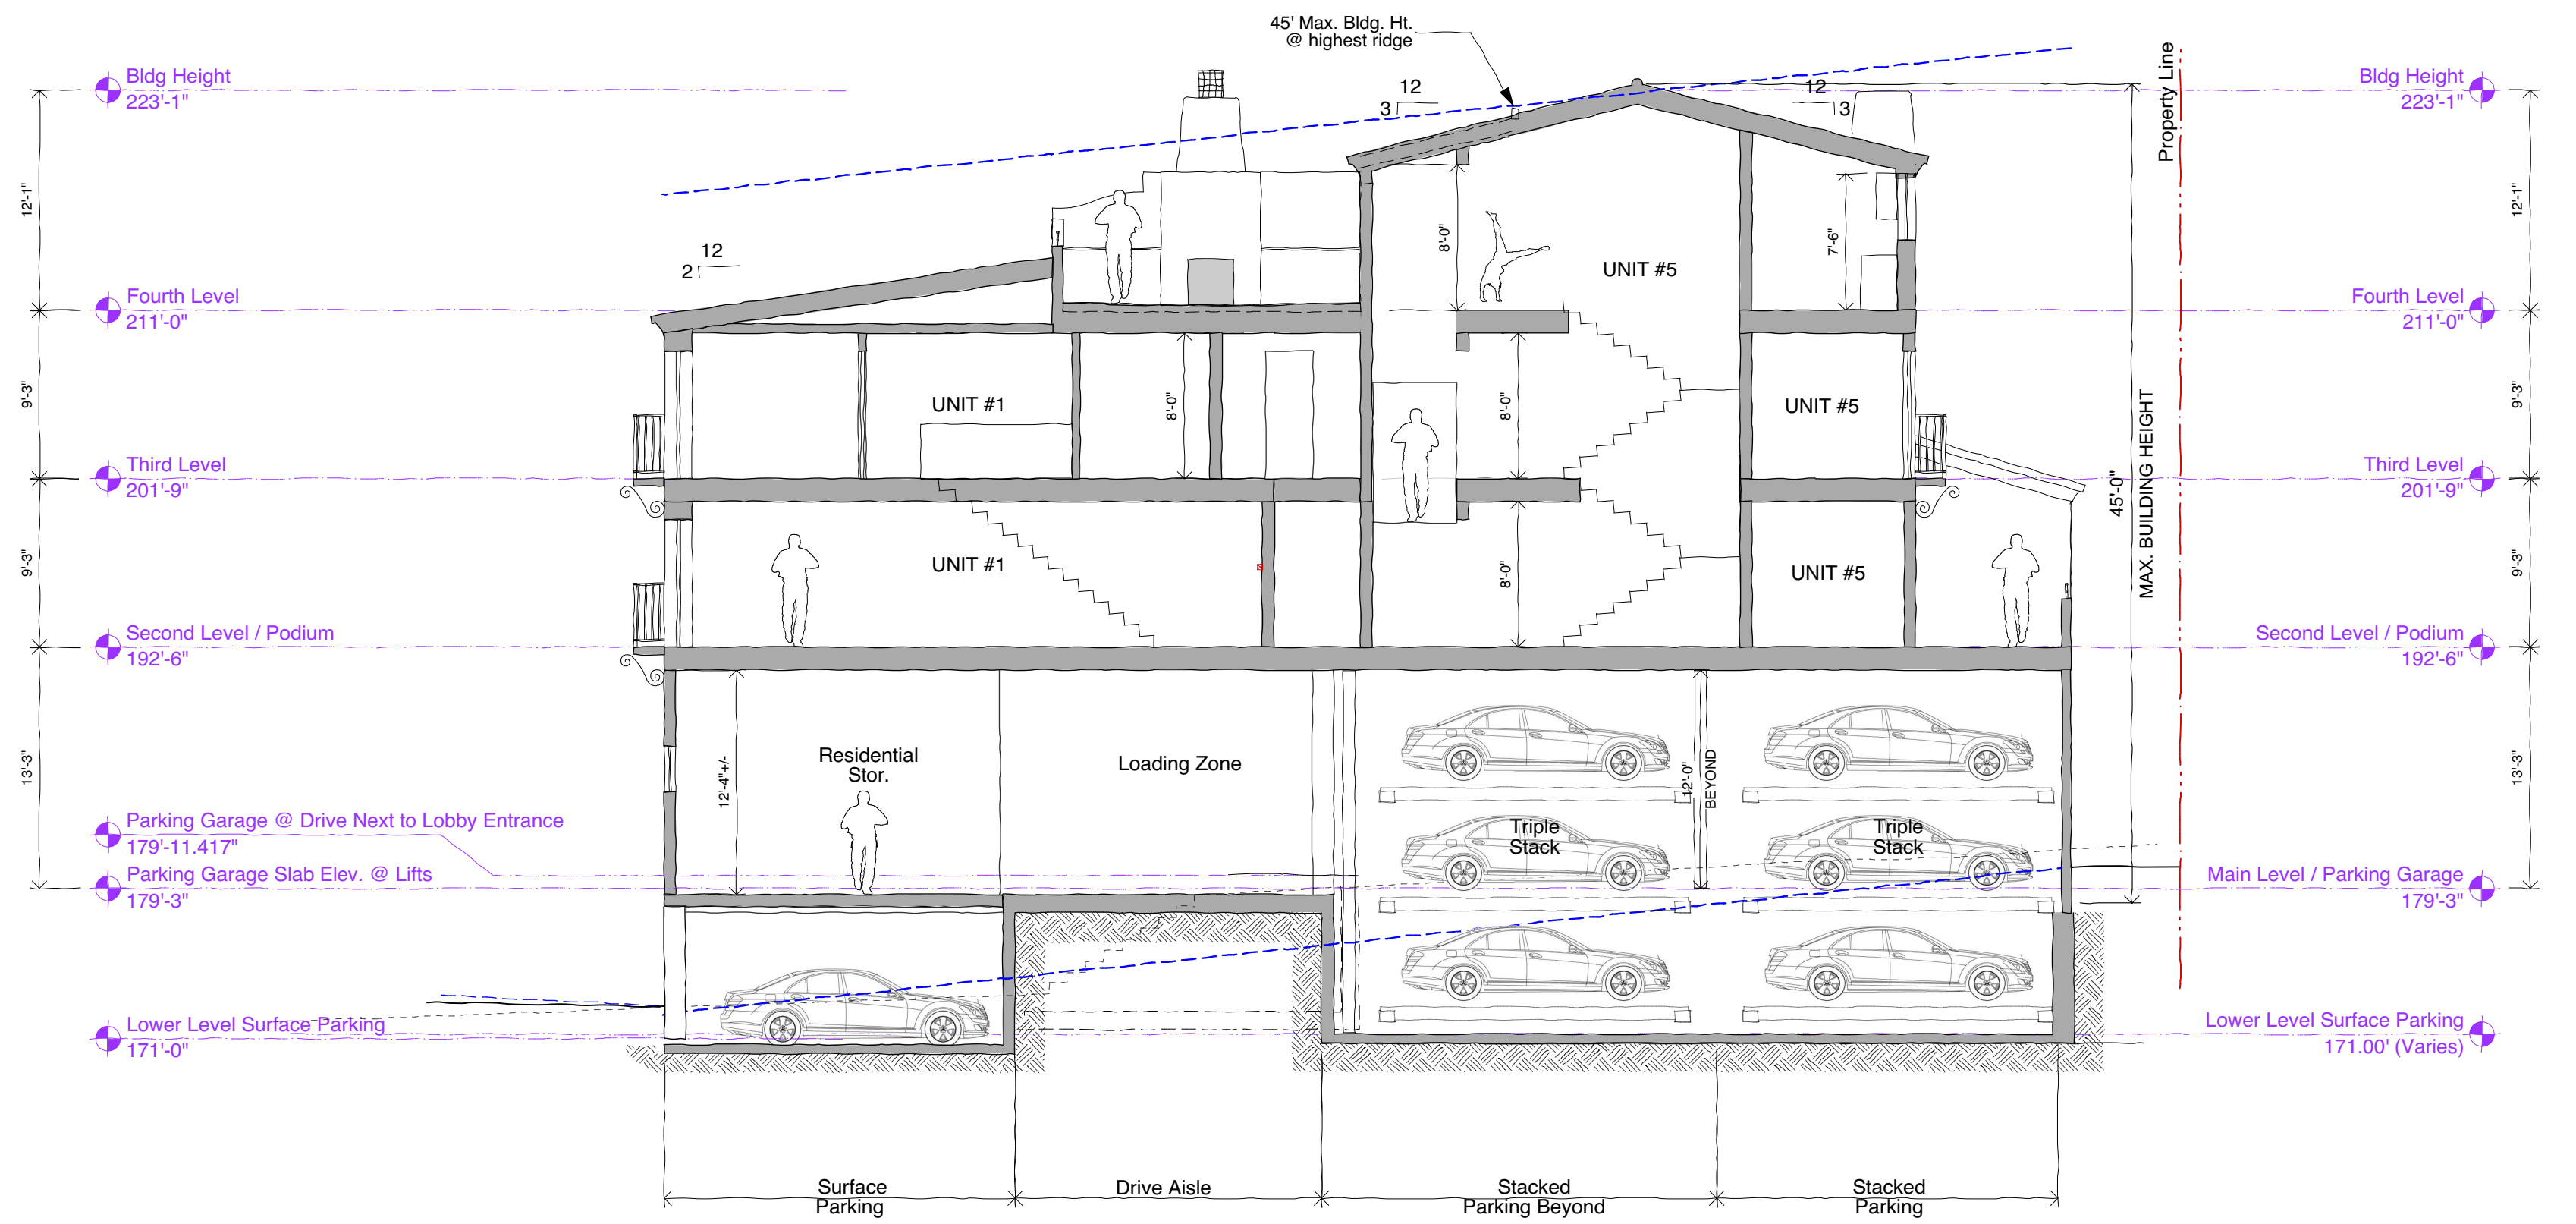 45' Max. Bldg. Ht.
@ highest ridge
Bldg Height
223'-1"
12'-1"
Fourth Level
211'-0"
9'-3"
Third Level
201'-9"
9'-3"
Second Level / Podium
192'-6"
13'-3"
Parking Garage @ Drive Next to Lobby Entrance
179'-11.417"
Parking Garage Slab Elev. @ Lifts
179'-3"
Lower Level Surface Parking
171'-0"
12
2
12
3
12
3
8'-0"
UNIT #5
7'-6"
UNIT #1
8'-0"
8'-0"
UNIT #5
UNIT #1
8'-0"
UNIT #5
12'-4"+/-
Residential
Stor.
Loading Zone
12'-0"
BEYOND
Triple
Stack
Triple
Stack
Property Line
45'-0"
MAX. BUILDING HEIGHT
Bldg Height
223'-1"
12'-1"
Fourth Level
211'-0"
9'-3"
Third Level
201'-9"
9'-3"
Second Level / Podium
192'-6"
13'-3"
Main Level / Parking Garage
179'-3"
Lower Level Surface Parking
171.00' (Varies)
Surface
Parking
Drive Aisle
Stacked
Parking Beyond
Stacked
Parking